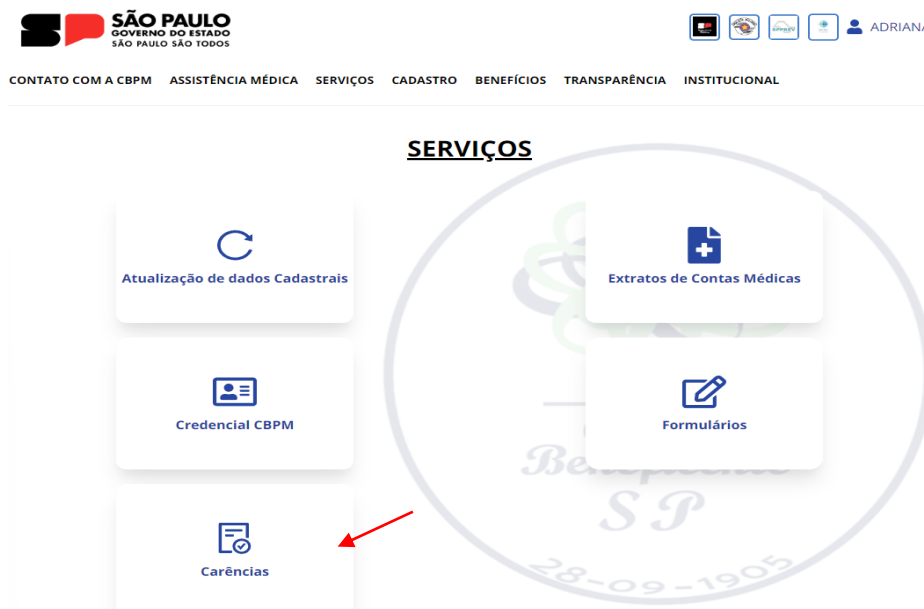 SÃO PAULO
GOVERNO DO ESTADO
SÃO PAULO SÃO TODOS
ADRIANA
CONTATO COM A CBPM ASSISTÊNCIA MÉDICA SERVIÇOS CADASTRO BENEFÍCIOS TRANSPARÊNCIA INSTITUCIONAL
SERVIÇOS
Atualização de dados Cadastrais
Extratos de Contas Médicas
Credencial CBPM
Formulários
Carências
SP
28-09-1905